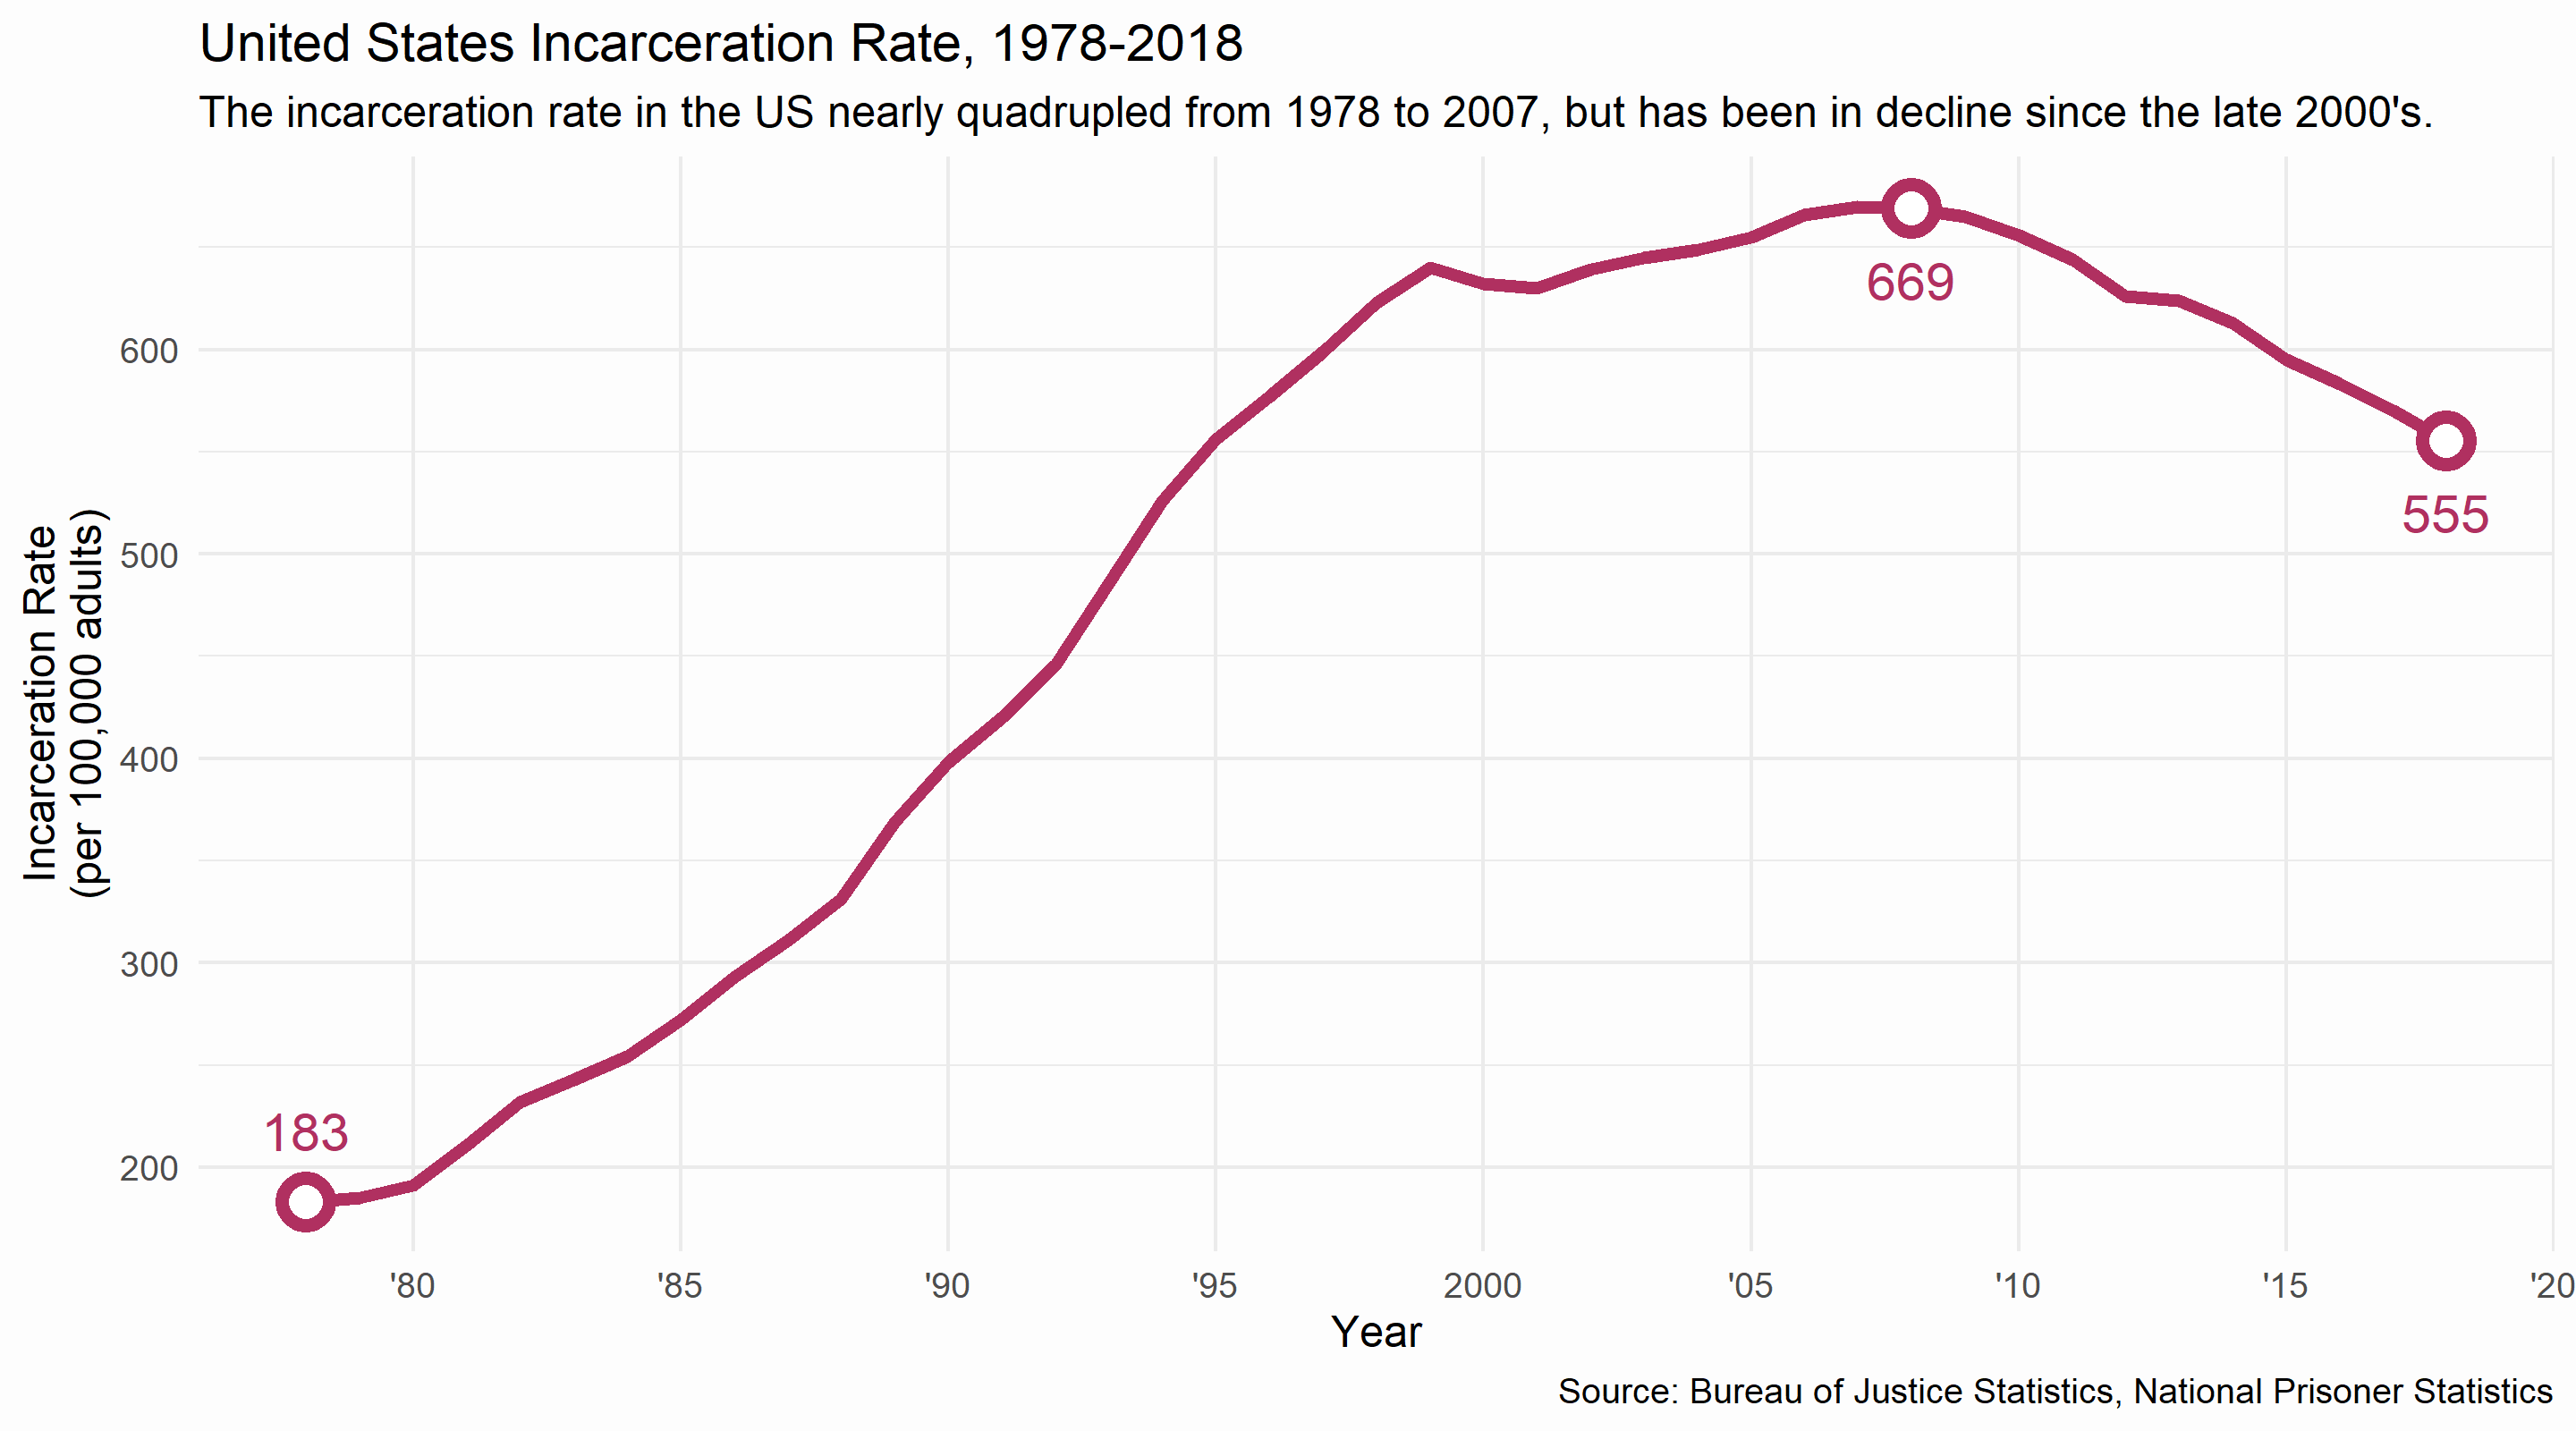 United States Incarceration Rate, 1978-2018
The incarceration rate in the US nearly quadrupled from 1978 to 2007, but has been in decline since the late 2000's.
Incarceration Rate
(per 100,000 adults)
600
500
400
300
200
183
669
555
'80
'85
'90
'95
2000
'05
'10
'15
'20
Year
Source: Bureau of Justice Statistics, National Prisoner Statistics